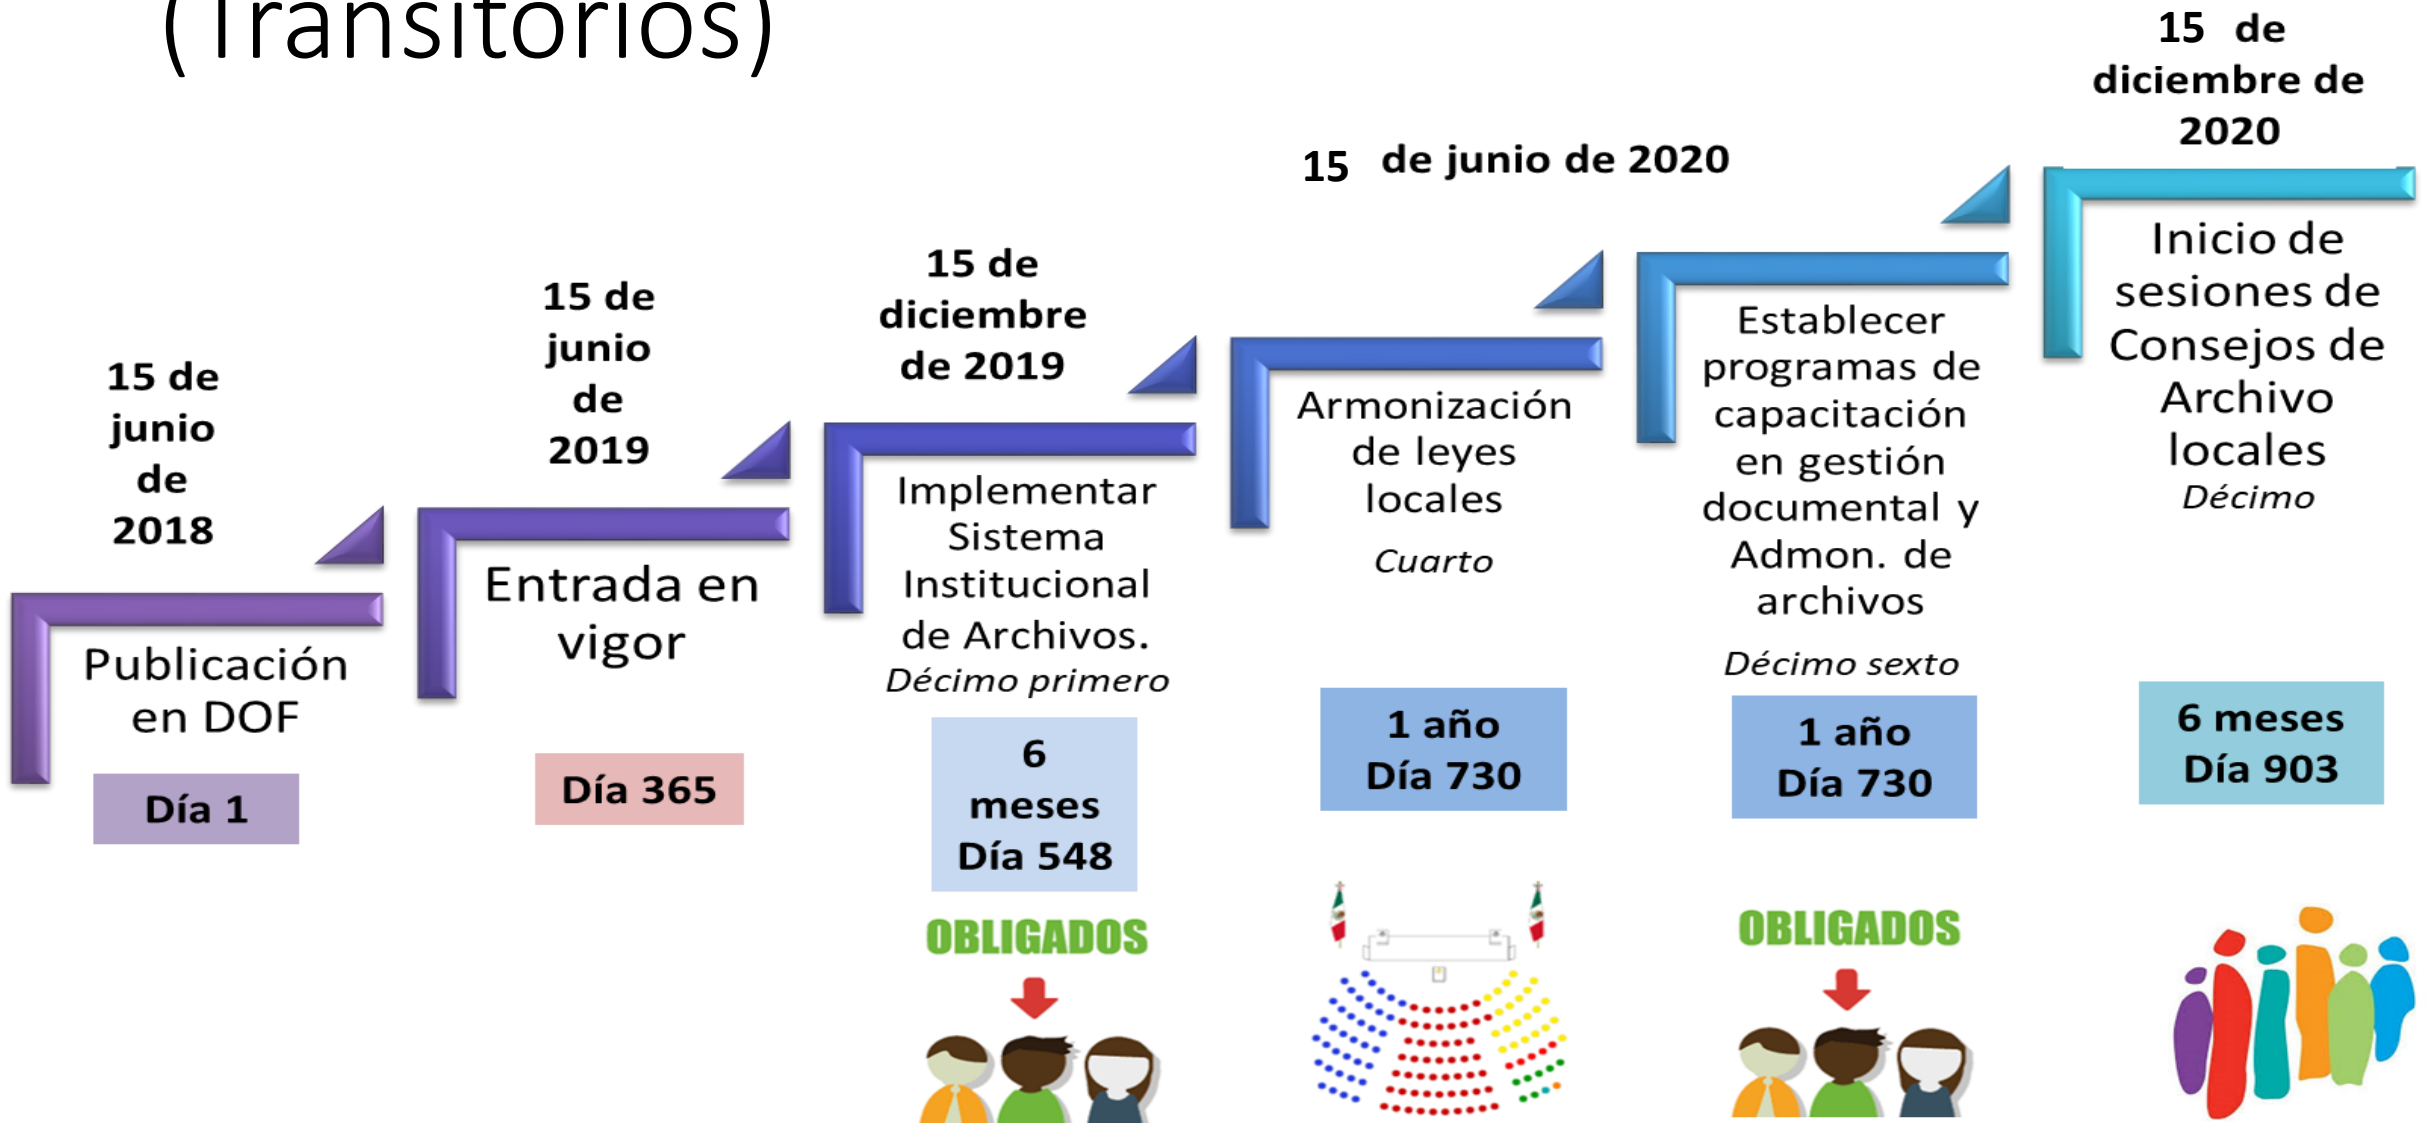 (Transitorios)
15 de
junio
de
2018
Publicación
en DOF
Día 1
15 de
junio
de
2019
Entrada en
vigor
Día 365
15 de
diciembre
de 2019
Implementar
Sistema
Institucional
de Archivos.
Décimo primero
6
meses
Día 548
OBLIGADOS
15 de junio de 2020
Armonización
de leyes
locales
Cuarto
1 año
Día 730
Establecer
programas de
capacitación
en gestión
documental y
Admon. de
archivos
Décimo sexto
1 año
Día 730
OBLIGADOS
15 de
diciembre de
2020
Inicio de
sesiones de
Consejos de
Archivo
locales
Décimo
6 meses
Día 903